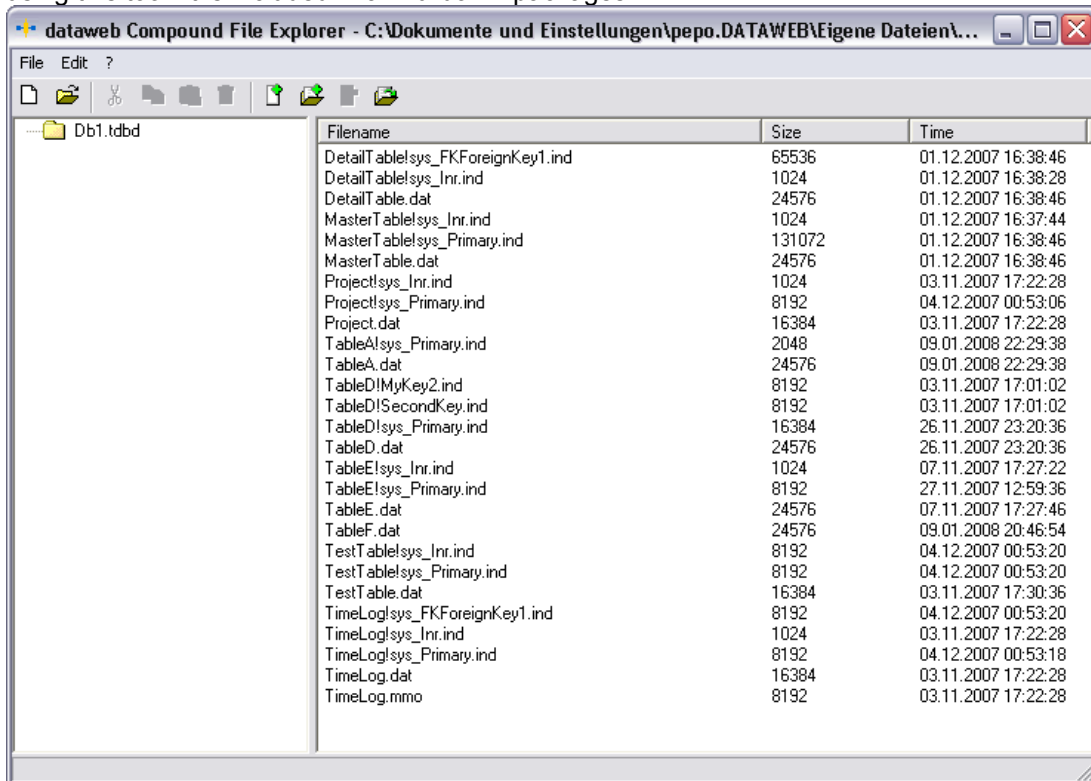 dataweb Compound File Explorer - C:\Dokumente und Einstellungen\pepo.DATAWEB\Eigene Dateien\...
File Edit ?
Db1.tdbd
Filename Size Time
DetailTable!sys_FKForeignKey1.ind 65536 01.12.2007 16:38:46
DetailTable!sys_Inr.ind 1024 01.12.2007 16:38:28
DetailTable.dat 24576 01.12.2007 16:38:46
MasterTable!sys_Inr.ind 1024 01.12.2007 16:37:44
MasterTable!sys_Primary.ind 131072 01.12.2007 16:38:46
MasterTable.dat 24576 01.12.2007 16:38:46
Project!sys_Inr.ind 1024 03.11.2007 17:22:28
Project!sys_Primary.ind 8192 04.12.2007 00:53:06
Project.dat 16384 03.11.2007 17:22:28
TableA!sys_Primary.ind 2048 09.01.2008 22:29:38
TableA.dat 24576 09.01.2008 22:29:38
TableD!MyKey2.ind 8192 03.11.2007 17:01:02
TableD!SecondKey.ind 8192 03.11.2007 17:01:02
TableD!sys_Primary.ind 16384 26.11.2007 23:20:36
TableD.dat 24576 26.11.2007 23:20:36
TableE!sys_Inr.ind 1024 07.11.2007 17:27:22
TableE!sys_Primary.ind 8192 27.11.2007 12:59:36
TableE.dat 24576 07.11.2007 17:27:46
TableF.dat 24576 09.01.2008 20:46:54
TestTable!sys_Inr.ind 8192 04.12.2007 00:53:20
TestTable!sys_Primary.ind 8192 04.12.2007 00:53:20
TestTable.dat 16384 03.11.2007 17:30:36
TimeLog!sys_FKForeignKey1.ind 8192 04.12.2007 00:53:20
TimeLog!sys_Inr.ind 1024 03.11.2007 17:22:28
TimeLog!sys_Primary.ind 8192 04.12.2007 00:53:18
TimeLog.dat 16384 03.11.2007 17:22:28
TimeLog.mmo 8192 03.11.2007 17:22:28